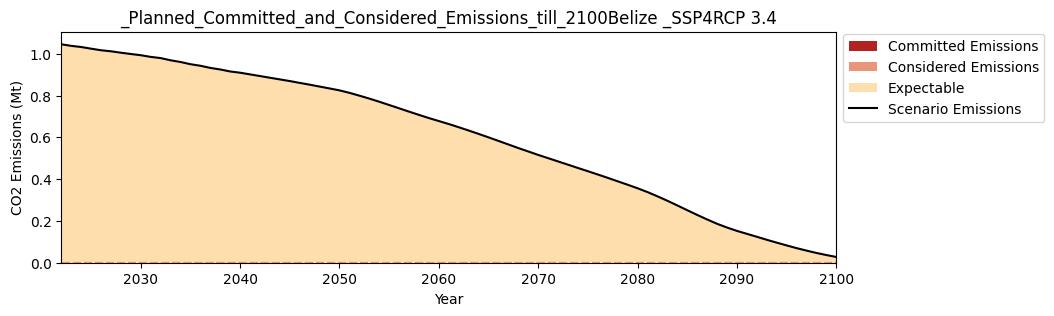 _Planned_Committed_and_Considered_Emissions_till_2100Belize _SSP4RCP 3.4
CO2 Emissions (Mt)
1.0
0.8
0.6
0.4
0.2
0.0
2030 2040 2050 2060 2070 2080 2090 2100
Year
Committed Emissions
Considered Emissions
Expectable
Scenario Emissions